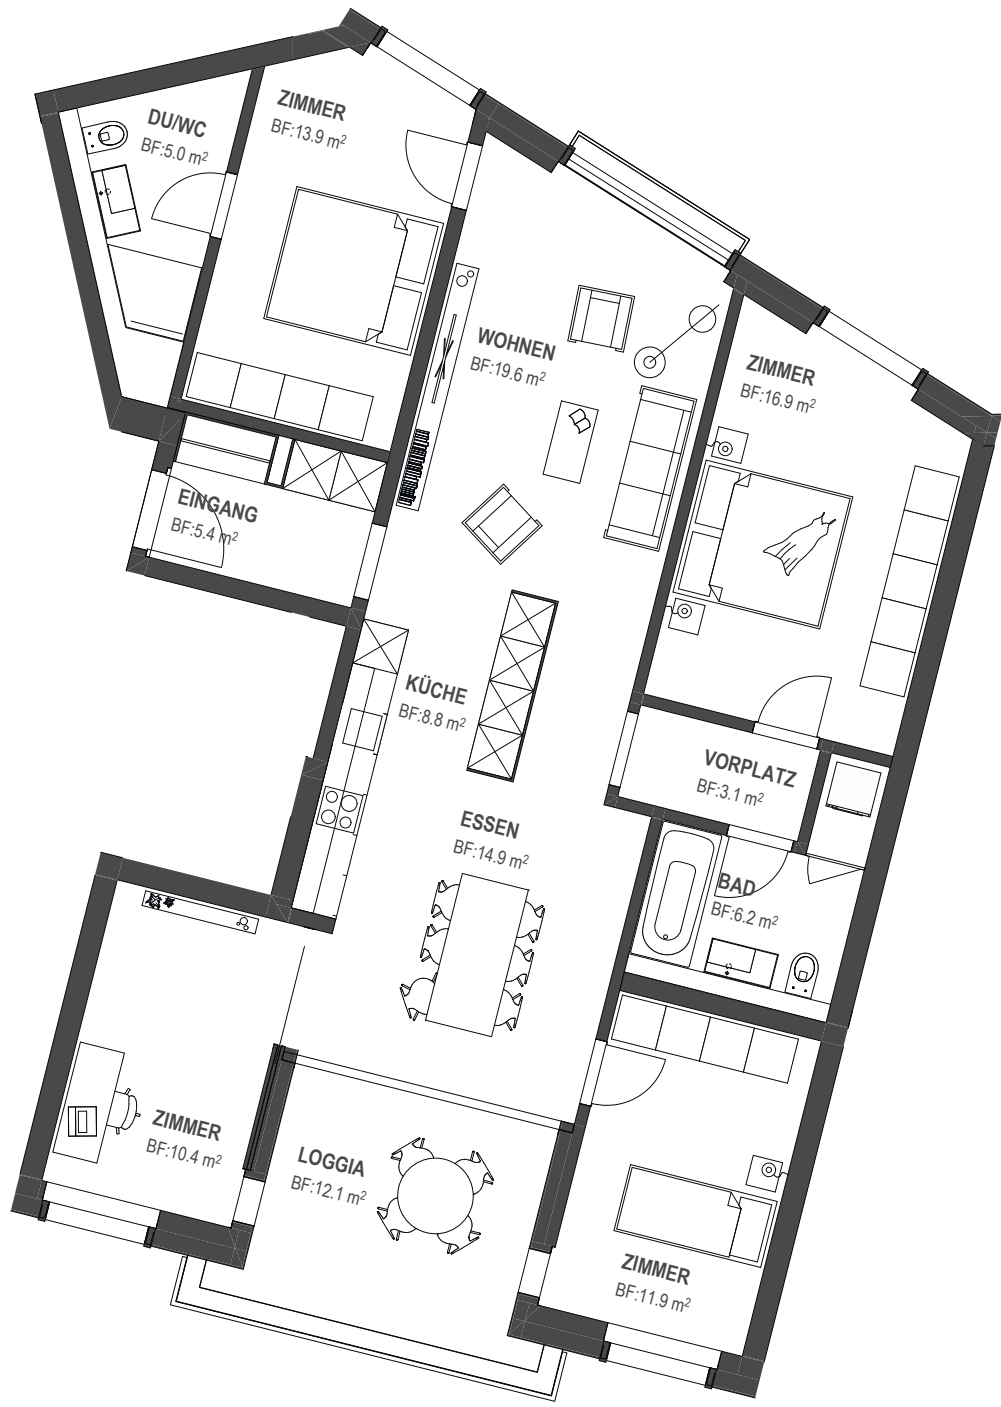 DU/WC
BF:5.0 m²
ZIMMER
BF:13.9 m²
WOHNEN
BF:19.6 m²
ZIMMER
BF:16.9 m²
EINGANG
BF:5.4 m²
KÜCHE
BF:8.8 m²
VORPLATZ
BF:3.1 m²
ESSEN
BF:14.9 m²
BAD
BF:6.2 m²
ZIMMER
BF:10.4 m²
LOGGIA
BF:12.1 m²
ZIMMER
BF:11.9 m²